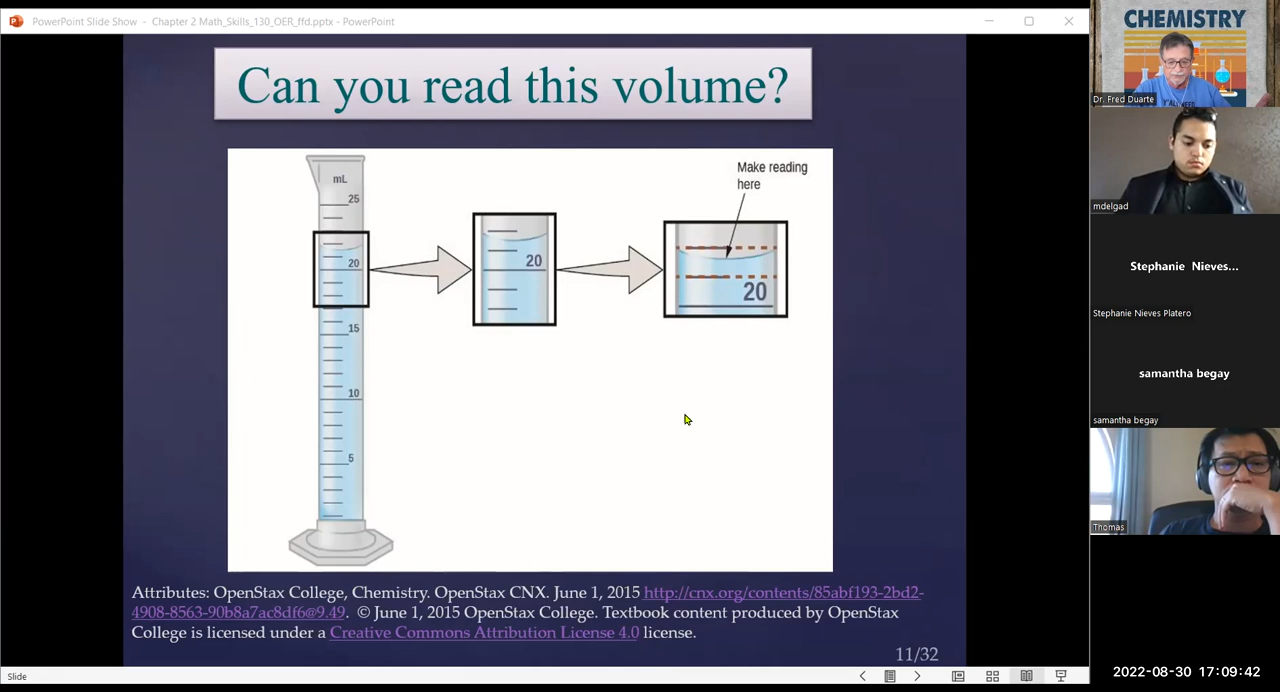 PowerPoint Slide Show - Chapter 2 Math_Skills_130_OER_ffd.pptx - PowerPoint
Can you read this volume?
mL
25
20
15
10
5
20
Make reading
here
20
Attributes: OpenStax College, Chemistry. OpenStax CNX. June 1, 2015 http://cnx.org/contents/85abf193-2bd2-
4908-8563-90b8a7ac8df6@9.49. © June 1, 2015 OpenStax College. Textbook content produced by OpenStax
College is licensed under a Creative Commons Attribution License 4.0 license.
11/32
Slide
CHEMISTRY
Dr. Fred Duarte
mdelgad
Stephanie Nieves...
Stephanie Nieves Platero
samantha begay
samantha begay
Thomas
2022-08-30 17:09:42